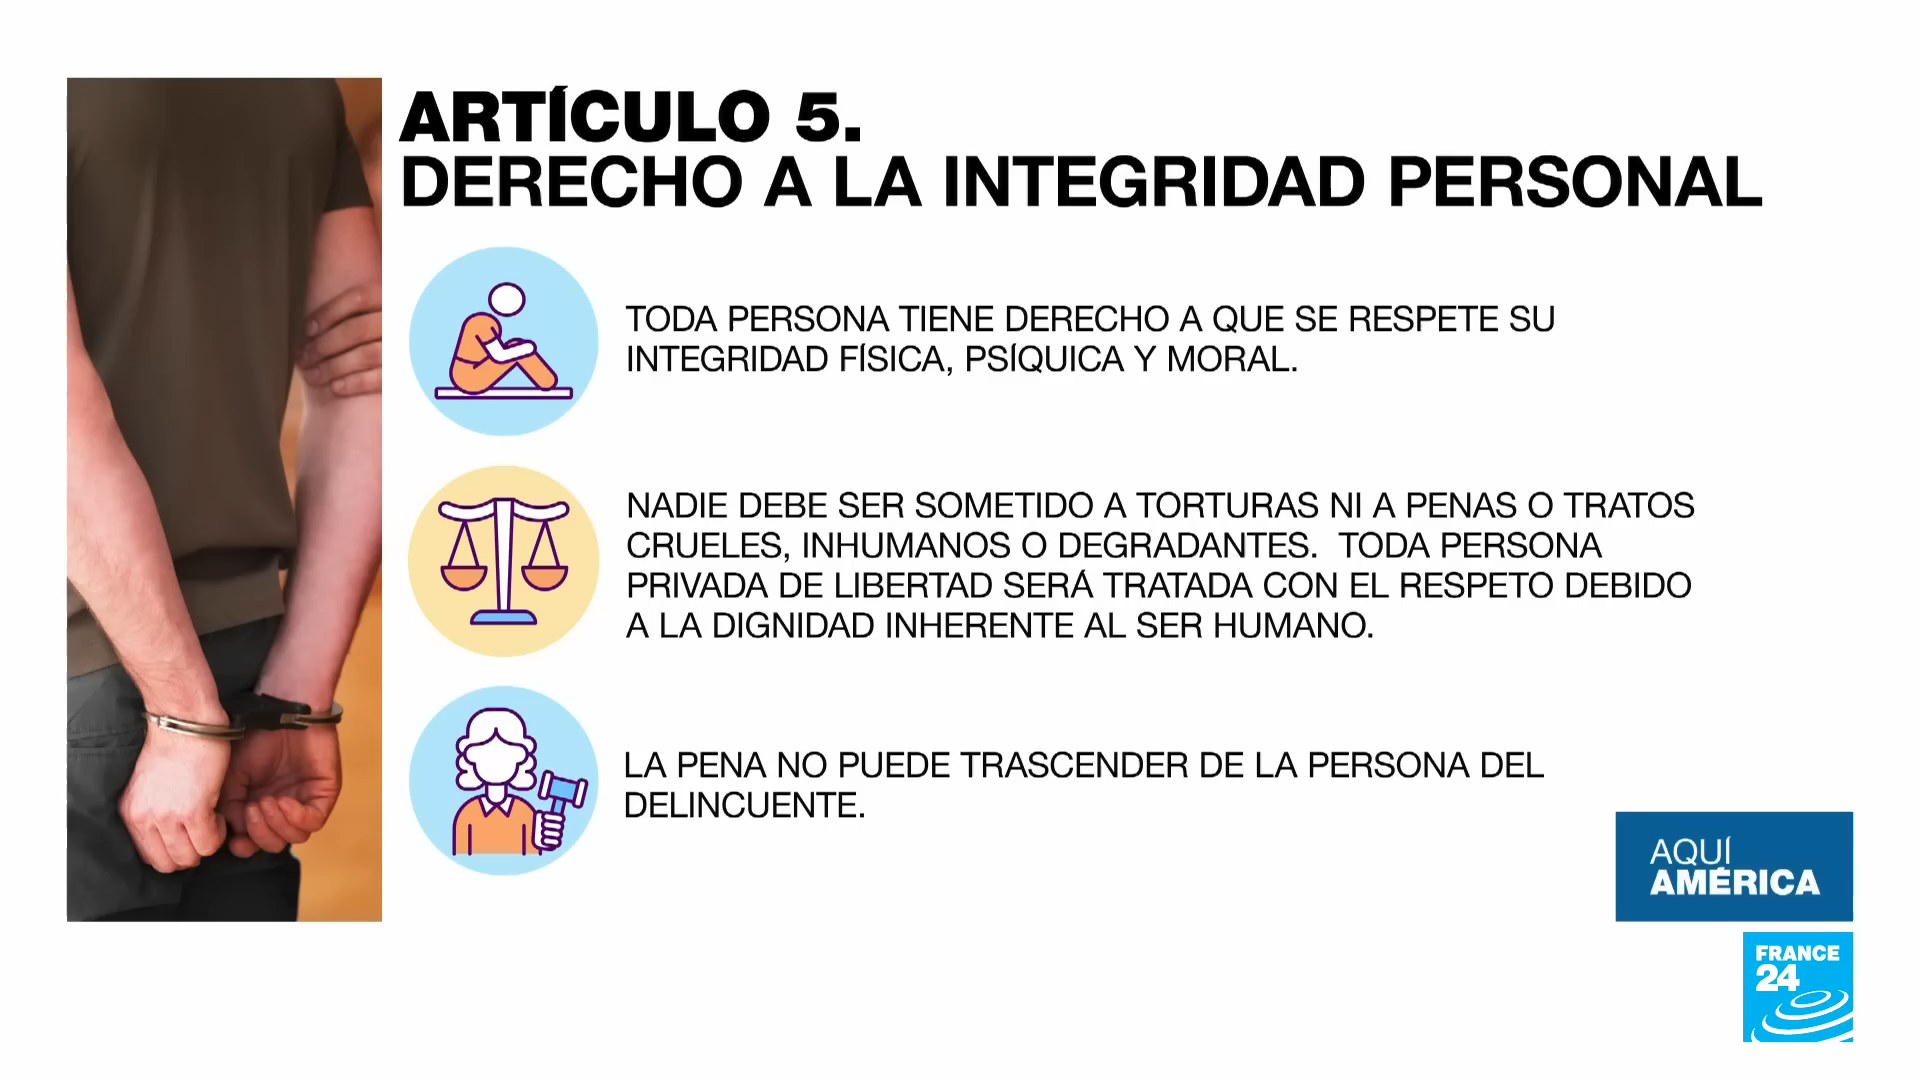 ARTÍCULO 5.
DERECHO A LA INTEGRIDAD PERSONAL
TODA PERSONA TIENE DERECHO A QUE SE RESPETE SU
INTEGRIDAD FÍSICA, PSÍQUICA Y MORAL.
NADIE DEBE SER SOMETIDO A TORTURAS NI A PENAS O TRATOS
CRUELES, INHUMANOS O DEGRADANTES.  TODA PERSONA
PRIVADA DE LIBERTAD SERÁ TRATADA CON EL RESPETO DEBIDO
A LA DIGNIDAD INHERENTE AL SER HUMANO.
LA PENA NO PUEDE TRASCENDER DE LA PERSONA DEL
DELINCUENTE.
AQUÍ
AMÉRICA
FRANCE
24